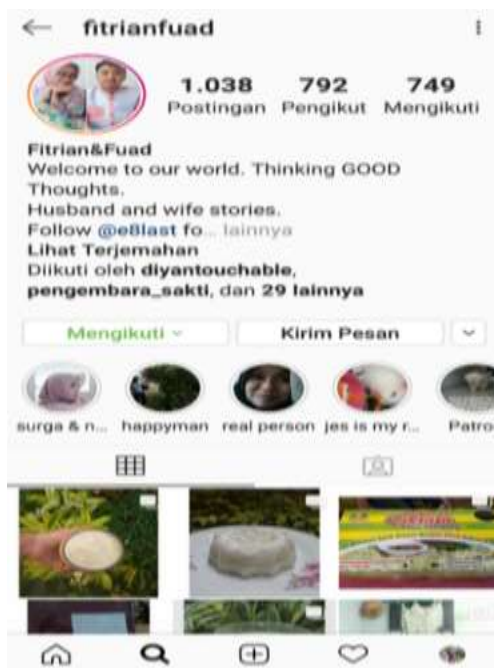 fitrianfuad
1.038 792 749
Postingan Pengikut Mengikuti
Fitrian&Fuad
Welcome to our world. Thinking GOOD
Thoughts.
Husband and wife stories.
Follow @e8last fo... lainnya
Lihat Terjemahan
Diikuti oleh diyantouchable,
pengembara_sakti, dan 29 lainnya
Mengikuti Kirim Pesan
surga & n... happyman real person jes is my r... Patro